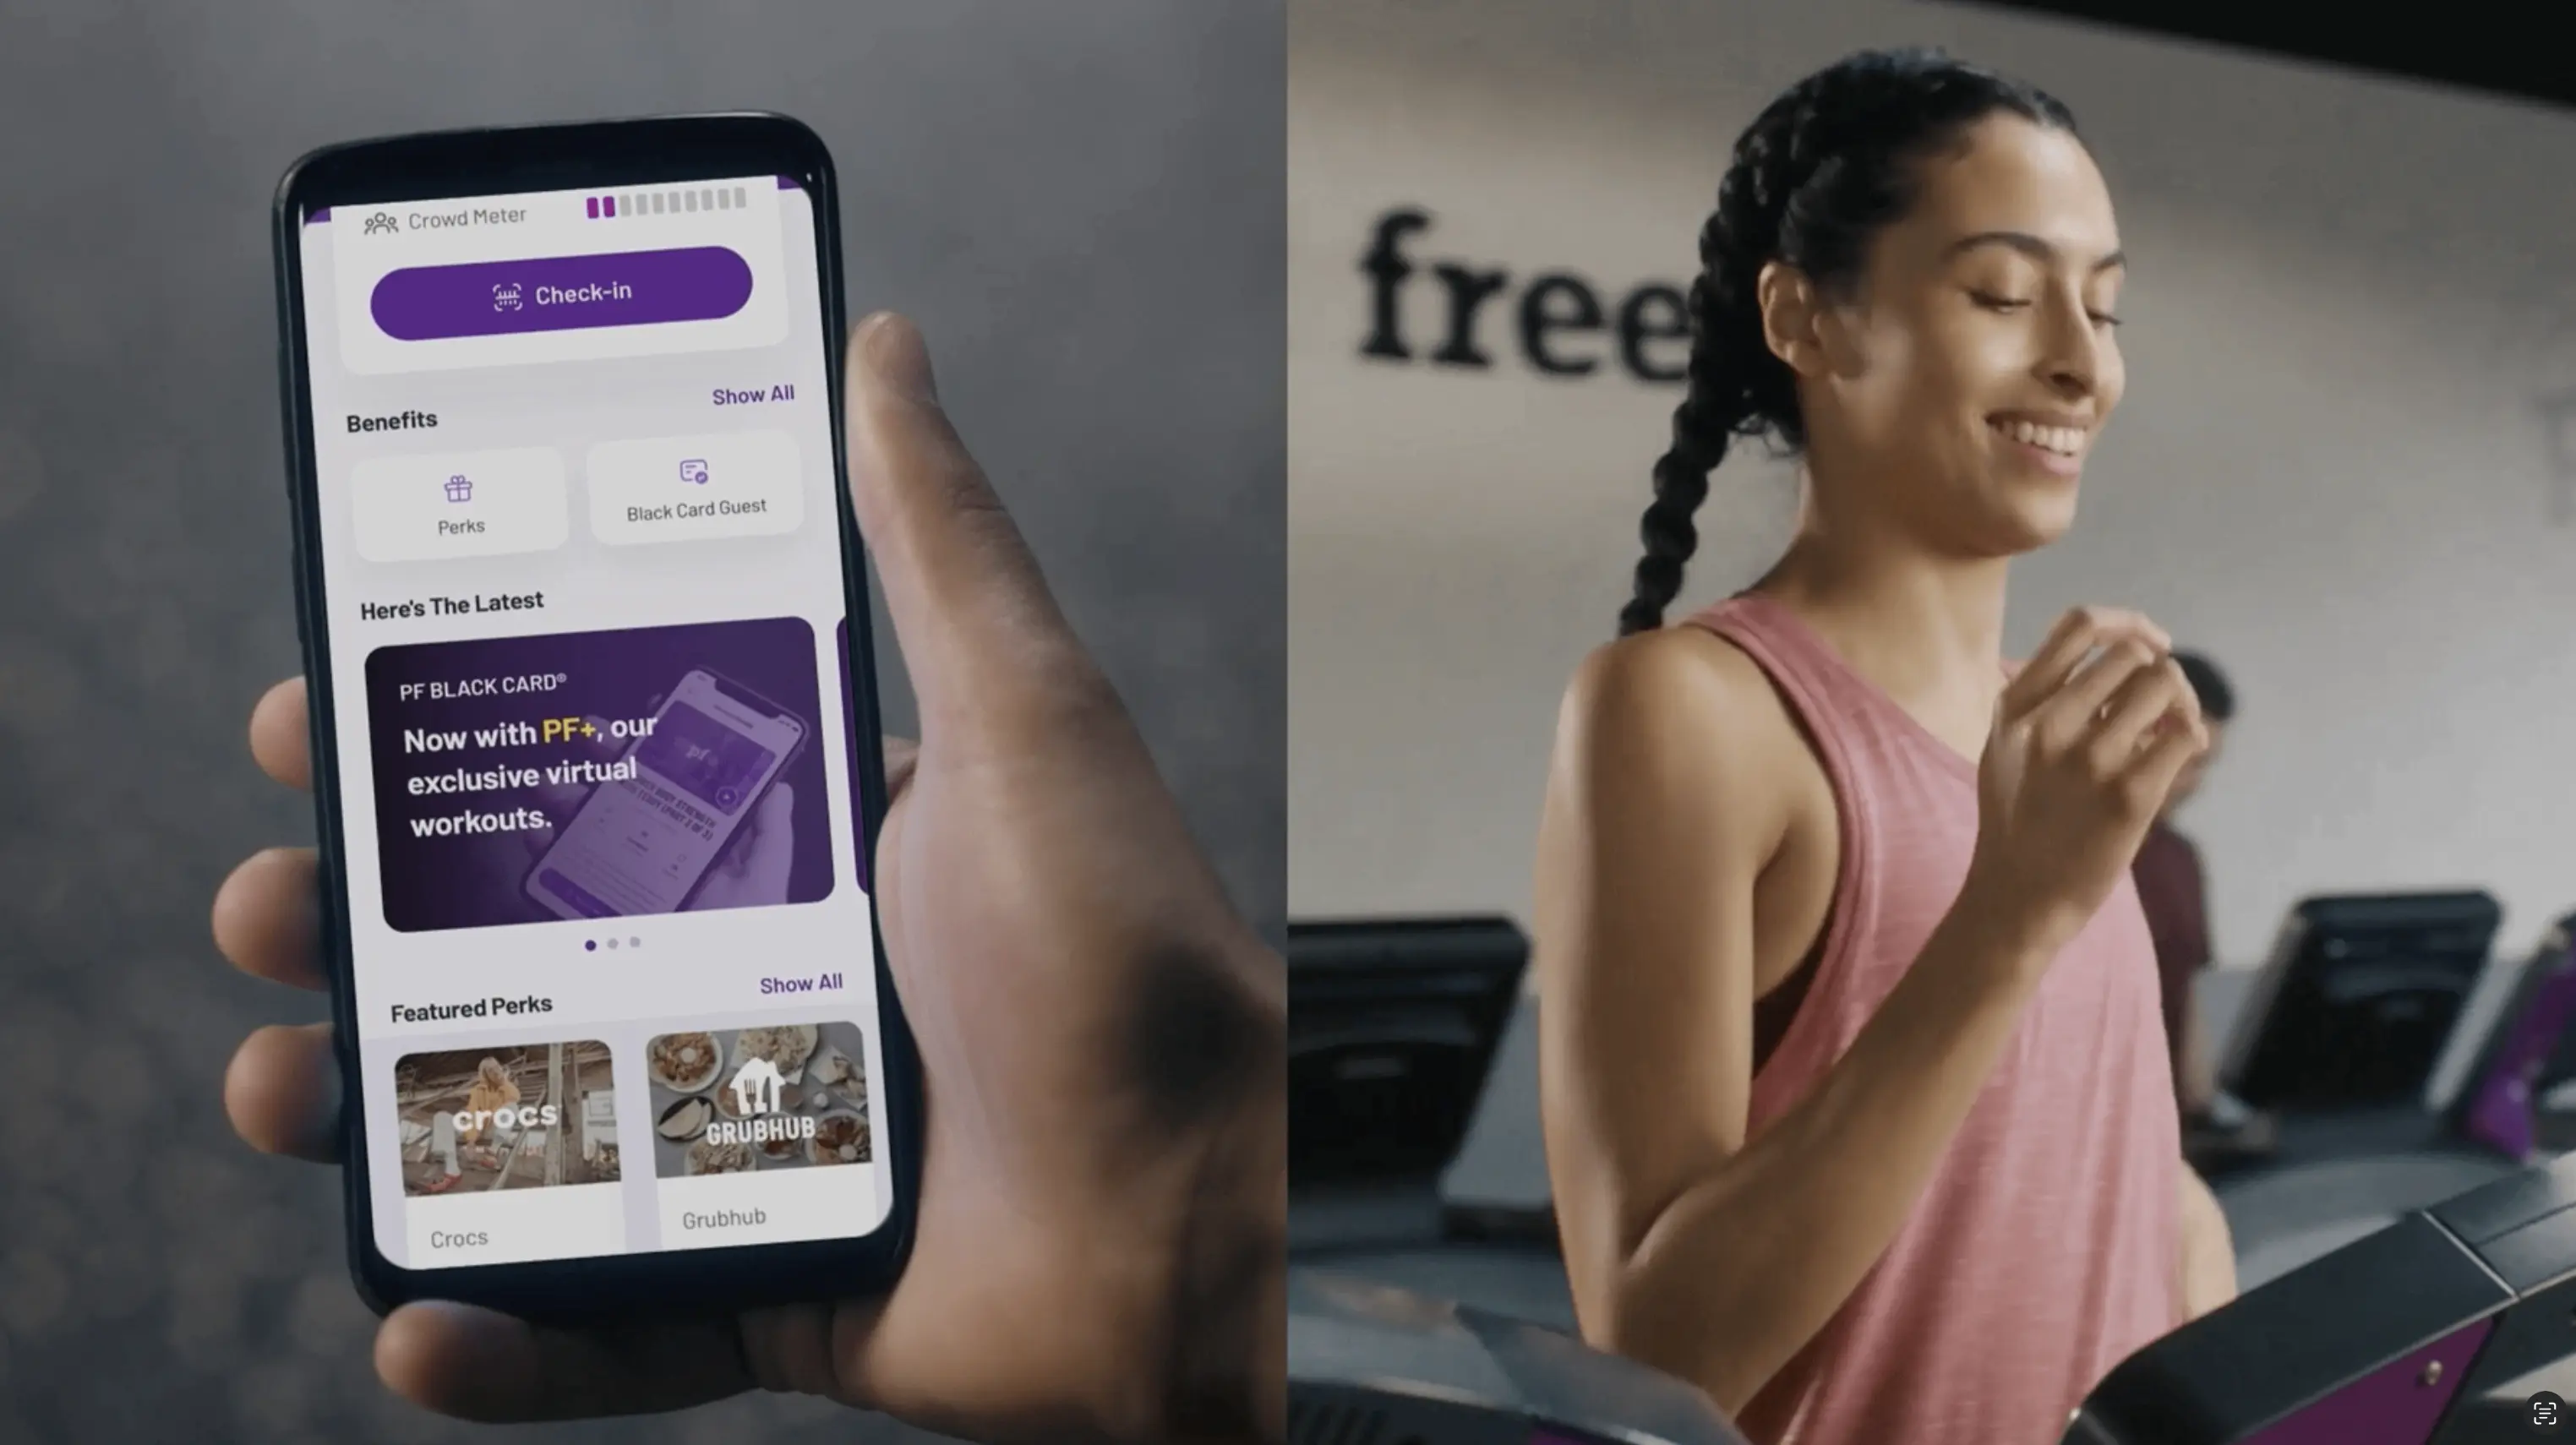 Crowd Meter
Check-in
Benefits
Show All
Perks
Black Card Guest
Here's The Latest
PF BLACK CARD®
Now with PF+, our
exclusive virtual
workouts.
pf
Featured Perks
Show All
crocs
GRUBHUB
Crocs
Grubhub
free